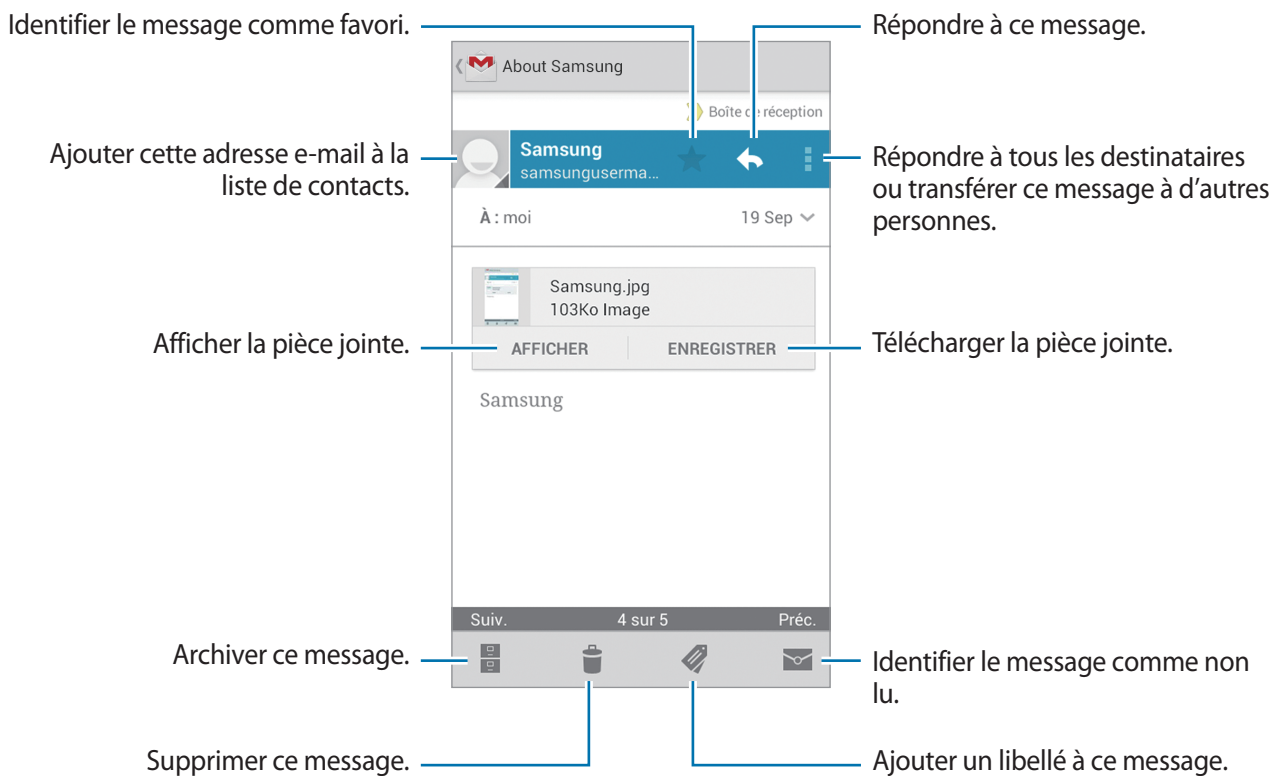 Identifier le message comme favori.
Répondre à ce message.
About Samsung
Boîte de réception
Ajouter cette adresse e-mail à la
liste de contacts.
Samsung
samsunguserma...
Répondre à tous les destinataires
ou transférer ce message à d'autres
personnes.
À : moi
19 Sep
Samsung.jpg
103Ko Image
Afficher la pièce jointe.
AFFICHER
ENREGISTRER
Télécharger la pièce jointe.
Samsung
Suiv.
4 sur 5
Préc.
Archiver ce message.
Identifier le message comme non
lu.
Supprimer ce message.
Ajouter un libellé à ce message.